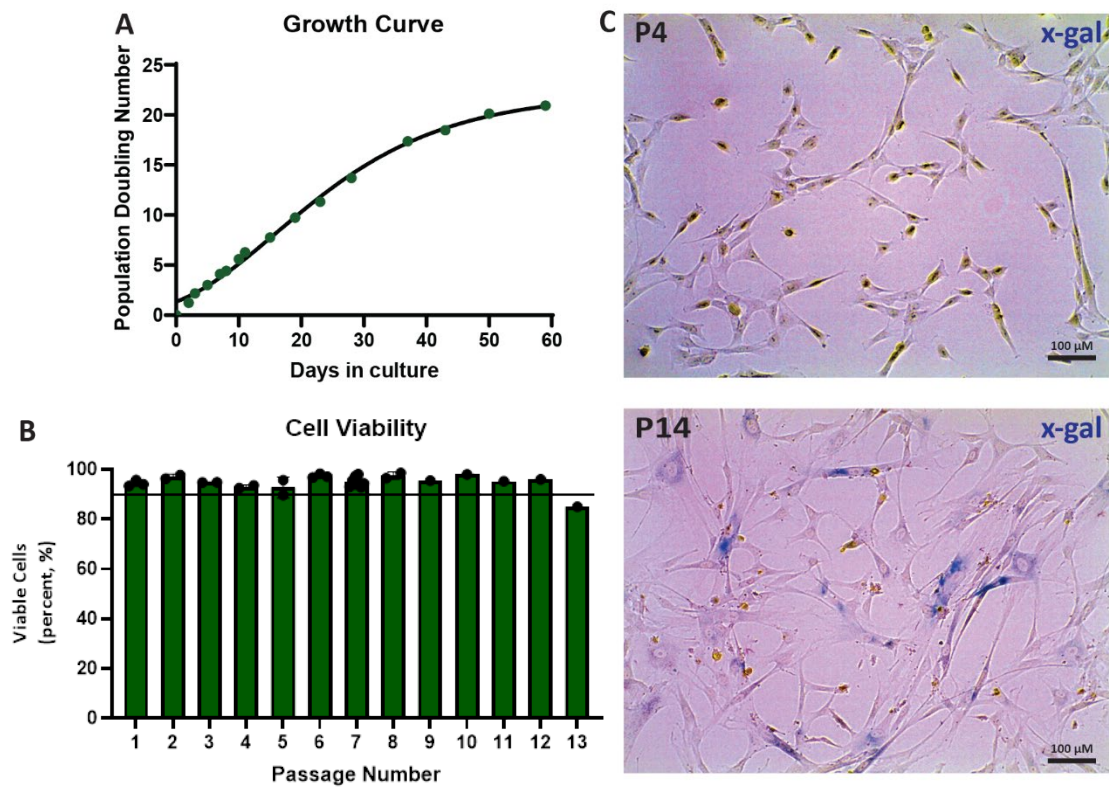 A
Growth Curve
Population Doubling Number
25
20
15
10
5
0
0 10 20 30 40 50 60
Days in culture
B
Cell Viability
Viable Cells
(percent, %)
100
80
60
40
20
0
1 2 3 4 5 6 7 8 9 10 11 12 13
Passage Number
C
P4
x-gal
100 µM
P14
x-gal
100 µM